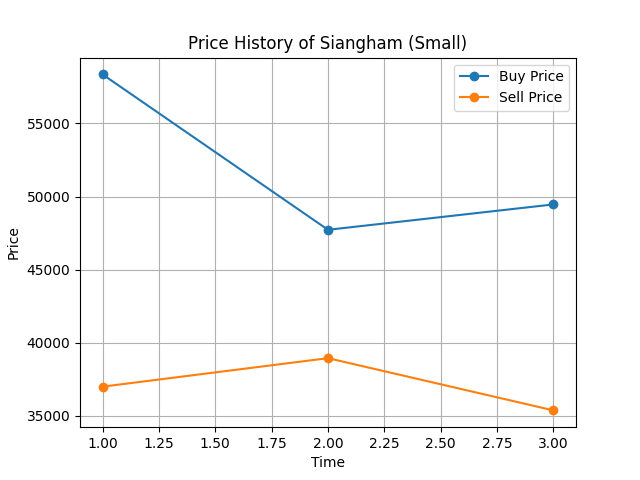 Price History of Siangham (Small)
Buy Price
Sell Price
Price
55000
50000
45000
40000
35000
1.00 1.25 1.50 1.75 2.00 2.25 2.50 2.75 3.00
Time